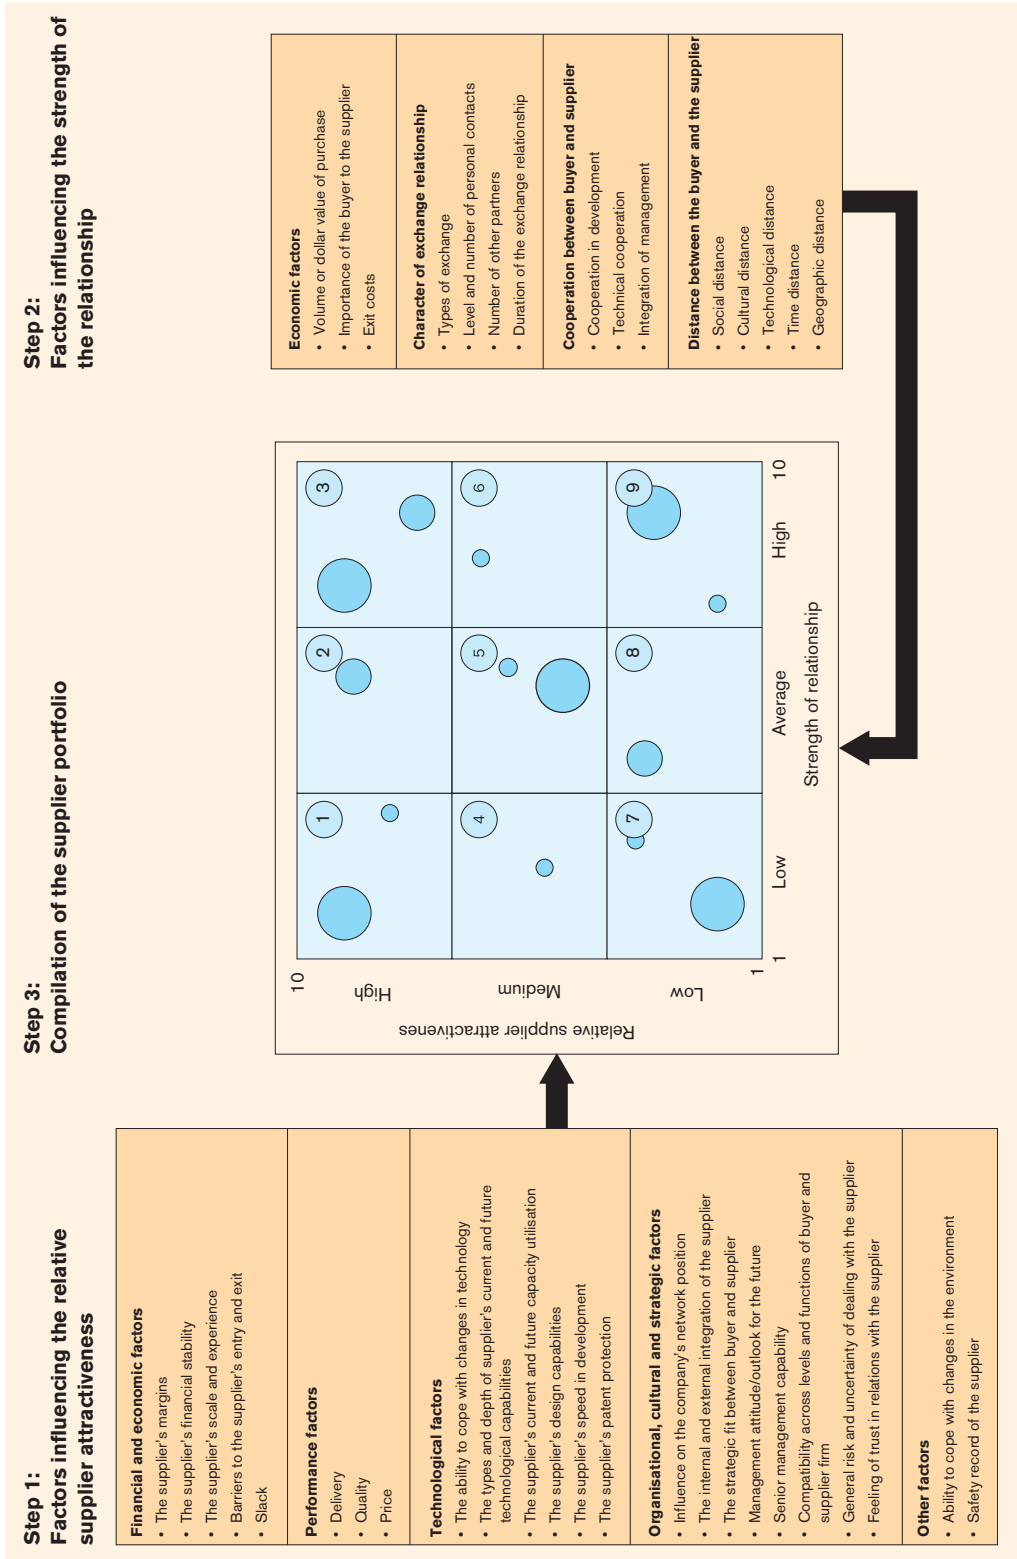 Step 1:
Factors influencing the relative
supplier attractiveness
Financial and economic factors
• The supplier's margins
• The supplier's financial stability
• The supplier's scale and experience
• Barriers to the supplier's entry and exit
• Slack
Performance factors
• Delivery
• Quality
• Price
Technological factors
• The ability to cope with changes in technology
• The types and depth of supplier's current and future
technological capabilities
• The supplier's current and future capacity utilisation
• The supplier's design capabilities
• The supplier's speed in development
• The supplier's patent protection
Organisational, cultural and strategic factors
• Influence on the company's network position
• The internal and external integration of the supplier
• The strategic fit between buyer and supplier
• Management attitude/outlook for the future
• Senior management capability
• Compatibility across levels and functions of buyer and
supplier firm
• General risk and uncertainty of dealing with the supplier
• Feeling of trust in relations with the supplier
Other factors
• Ability to cope with changes in the environment
• Safety record of the supplier
Step 3:
Compilation of the supplier portfolio
Relative supplier attractivenes
10
High
Medium
Low
1
1
2
3
4
5
6
7
8
9
1
Low
Average
High
10
Strength of relationship
Step 2:
Factors influencing the strength of
the relationship
Economic factors
• Volume or dollar value of purchase
• Importance of the buyer to the supplier
• Exit costs
Character of exchange relationship
• Types of exchange
• Level and number of personal contacts
• Number of other partners
• Duration of the exchange relationship
Cooperation between buyer and supplier
• Cooperation in development
• Technical cooperation
• Integration of management
Distance between the buyer and the supplier
• Social distance
• Cultural distance
• Technological distance
• Time distance
• Geographic distance